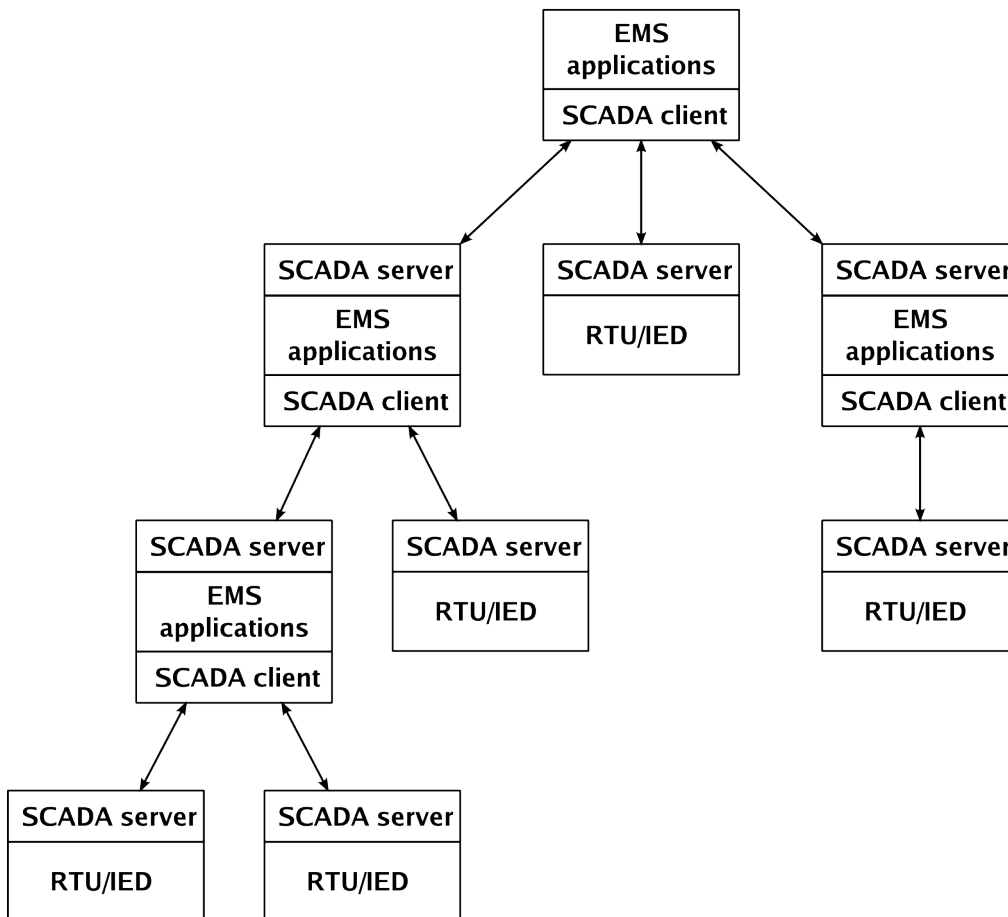 EMS
applications
SCADA client
SCADA server
EMS
applications
SCADA client
SCADA server
RTU/IED
SCADA server
EMS
applications
SCADA client
SCADA server
EMS
applications
SCADA client
SCADA server
RTU/IED
SCADA server
RTU/IED
SCADA server
RTU/IED
SCADA server
RTU/IED